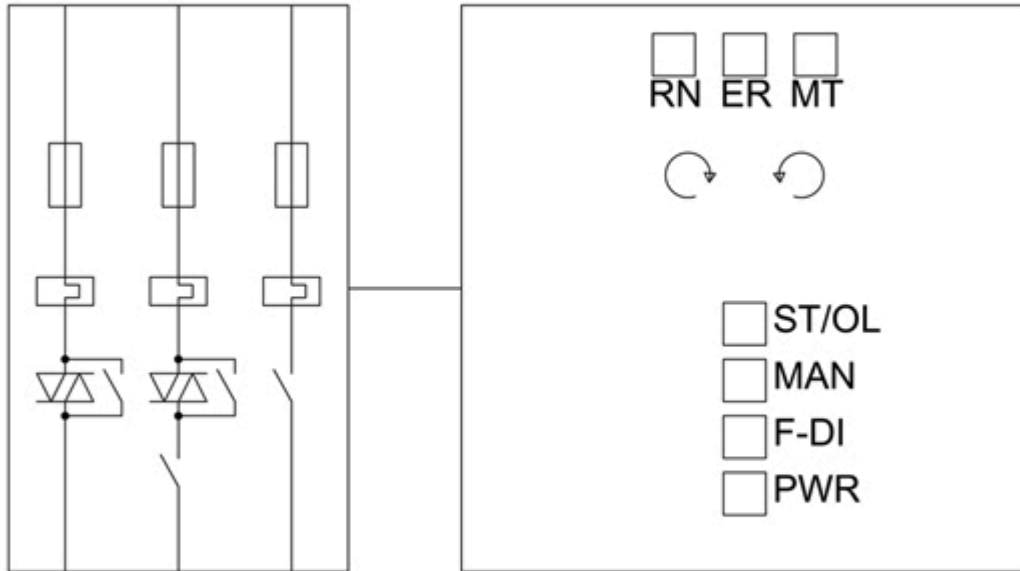 RN ER MT
ST/OL
MAN
F-DI
PWR